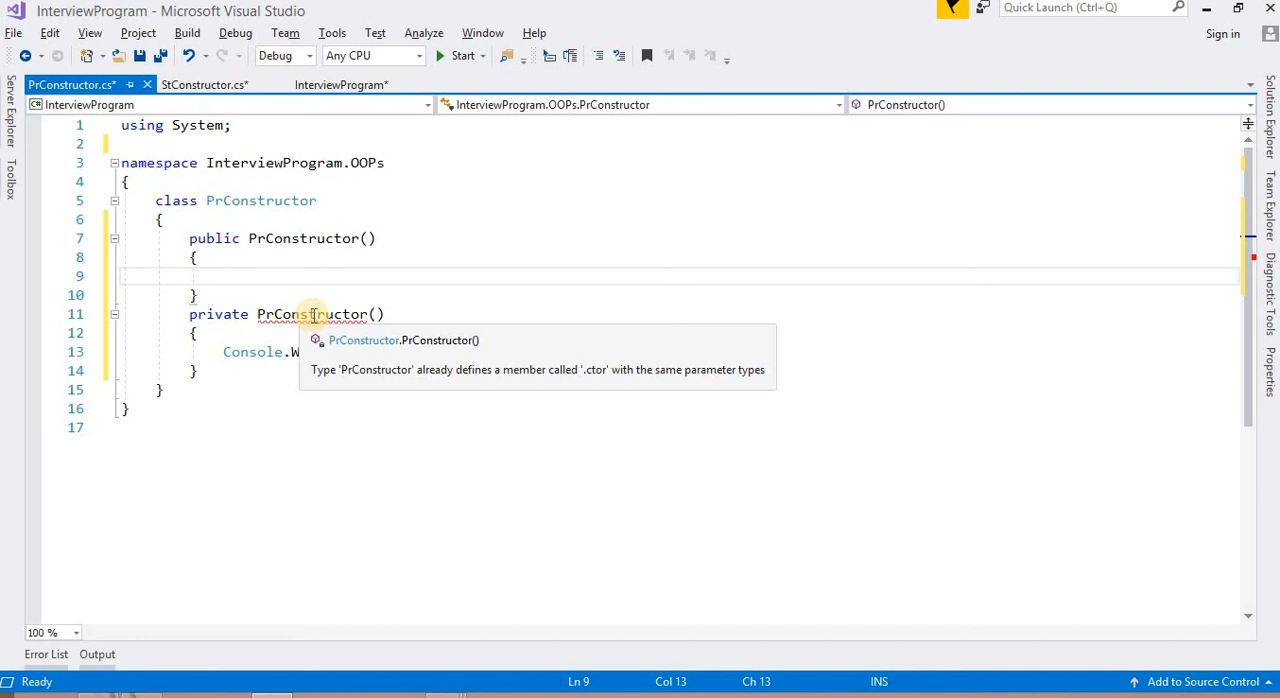 InterviewProgram - Microsoft Visual Studio
Quick Launch (Ctrl+Q)
File Edit View Project Build Debug Team Tools Test Analyze Window Help
Sign in
Debug Any CPU Start
PrConstructor.cs* StConstructor.cs* InterviewProgram*
InterviewProgram InterviewProgram.OOPs.PrConstructor PrConstructor()
Server Explorer
Toolbox
1 using System;
2
3 namespace InterviewProgram.OOPs
4 {
5 class PrConstructor
6 {
7 public PrConstructor()
8 {
9
10 }
11 private PrConstructor()
12 {
13 Console.W
14 }
15 }
16 }
17
PrConstructor.PrConstructor()
Type 'PrConstructor' already defines a member called '.ctor' with the same parameter types
Solution Explorer
Team Explorer
Diagnostic Tools
Properties
100 %
Error List Output
Ready Ln 9 Col 13 Ch 13 INS Add to Source Control